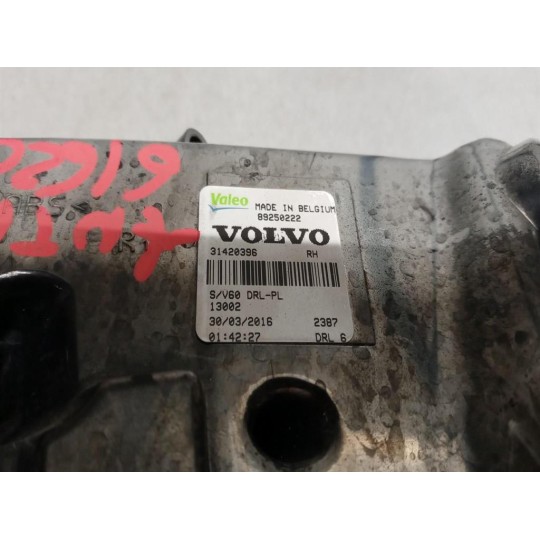 Valeo MADE IN BELGIUM
89250222
VOLVO
31420396 RH
S/V60 DRL-PL
13002
30/03/2016 2387
01:42:27 DRL 6